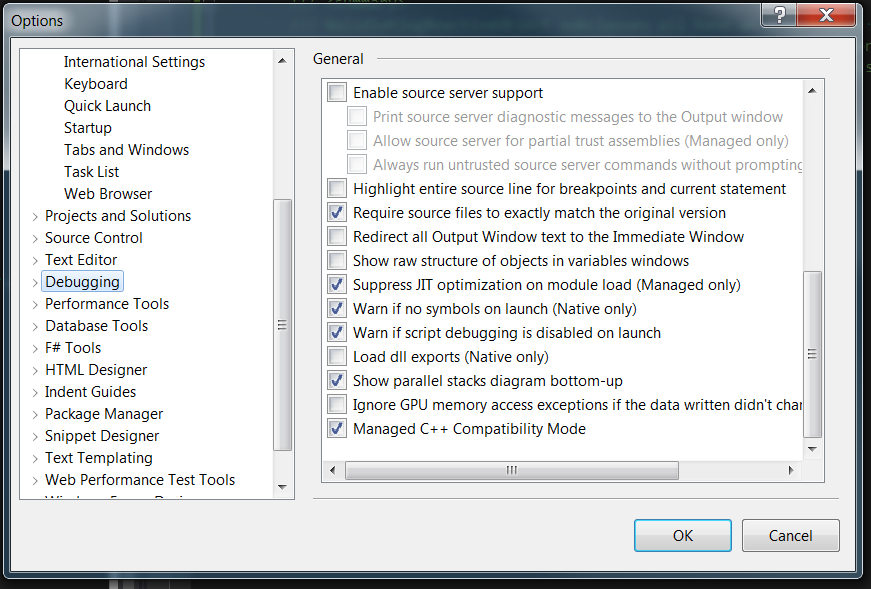 Options
International Settings
Keyboard
Quick Launch
Startup
Tabs and Windows
Task List
Web Browser
Projects and Solutions
Source Control
Text Editor
Debugging
Performance Tools
Database Tools
F# Tools
HTML Designer
Indent Guides
Package Manager
Snippet Designer
Text Templating
Web Performance Test Tools
General
Enable source server support
Print source server diagnostic messages to the Output window
Allow source server for partial trust assemblies (Managed only)
Always run untrusted source server commands without prompting
Highlight entire source line for breakpoints and current statement
Require source files to exactly match the original version
Redirect all Output Window text to the Immediate Window
Show raw structure of objects in variables windows
Suppress JIT optimization on module load (Managed only)
Warn if no symbols on launch (Native only)
Warn if script debugging is disabled on launch
Load dll exports (Native only)
Show parallel stacks diagram bottom-up
Ignore GPU memory access exceptions if the data written didn't
Managed C++ Compatibility Mode
OK
Cancel